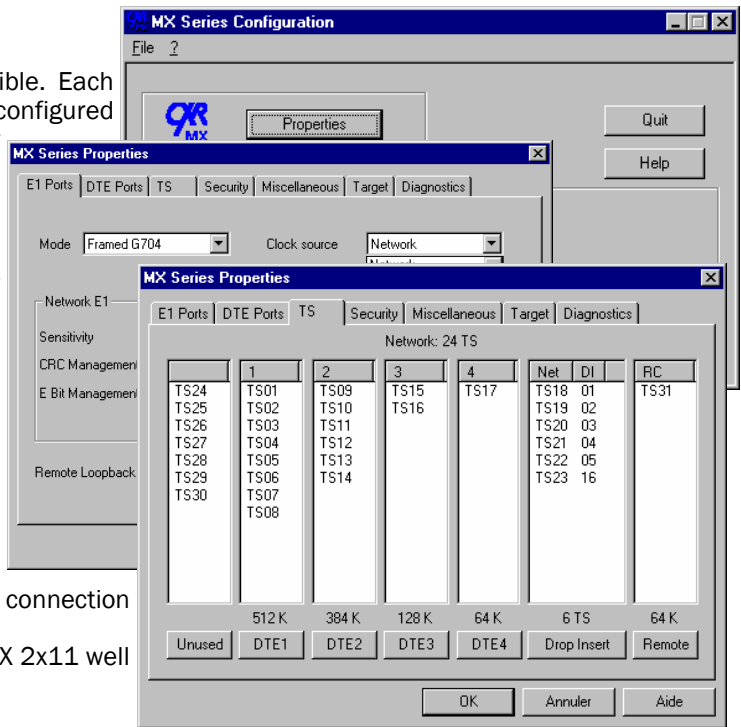 MX Series Configuration
File ?
ible. Each
configured
CXR
MX
Properties
Quit
Help
MX Series Properties
E1 Ports DTE Ports TS Security Miscellaneous Target Diagnostics
Mode Framed G704 Clock source Network
Network E1
Sensitivity
CRC Management
E Bit Management
Remote Loopback
MX Series Properties
E1 Ports DTE Ports TS Security Miscellaneous Target Diagnostics
Network: 24 TS
1 2 3 4 Net DI RC
TS24 TS01 TS09 TS15 TS17 TS18 01 TS31
TS25 TS02 TS10 TS16 TS19 02
TS26 TS03 TS11 TS20 03
TS27 TS04 TS12 TS21 04
TS28 TS05 TS13 TS22 05
TS29 TS06 TS14 TS23 16
TS30 TS07
TS08
512 K 384 K 128 K 64 K 6 TS 64 K
Unused DTE1 DTE2 DTE3 DTE4 Drop Insert Remote
OK Annuler Aide
connection
X 2x11 well